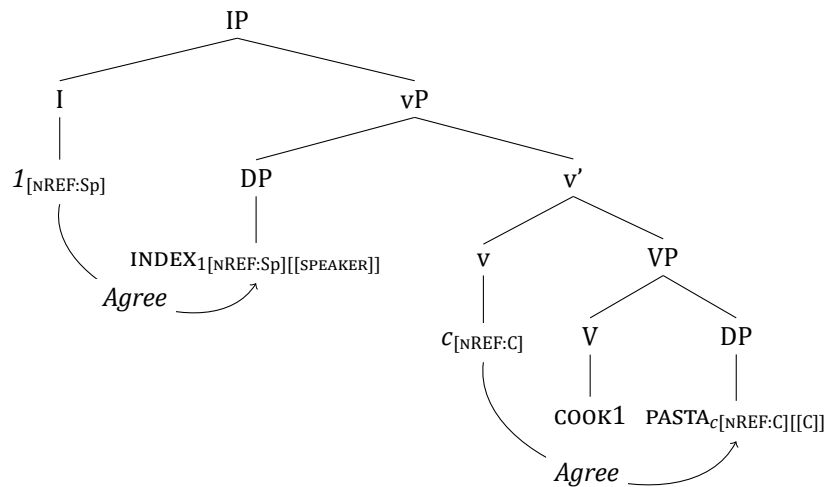 IP
I vP
1[NREF:Sp] DP v’
INDEX1[NREF:Sp][[SPEAKER]] v VP
Agree
c[NREF:C] V DP
COOK1 PASTAc[NREF:C][[C]]
Agree